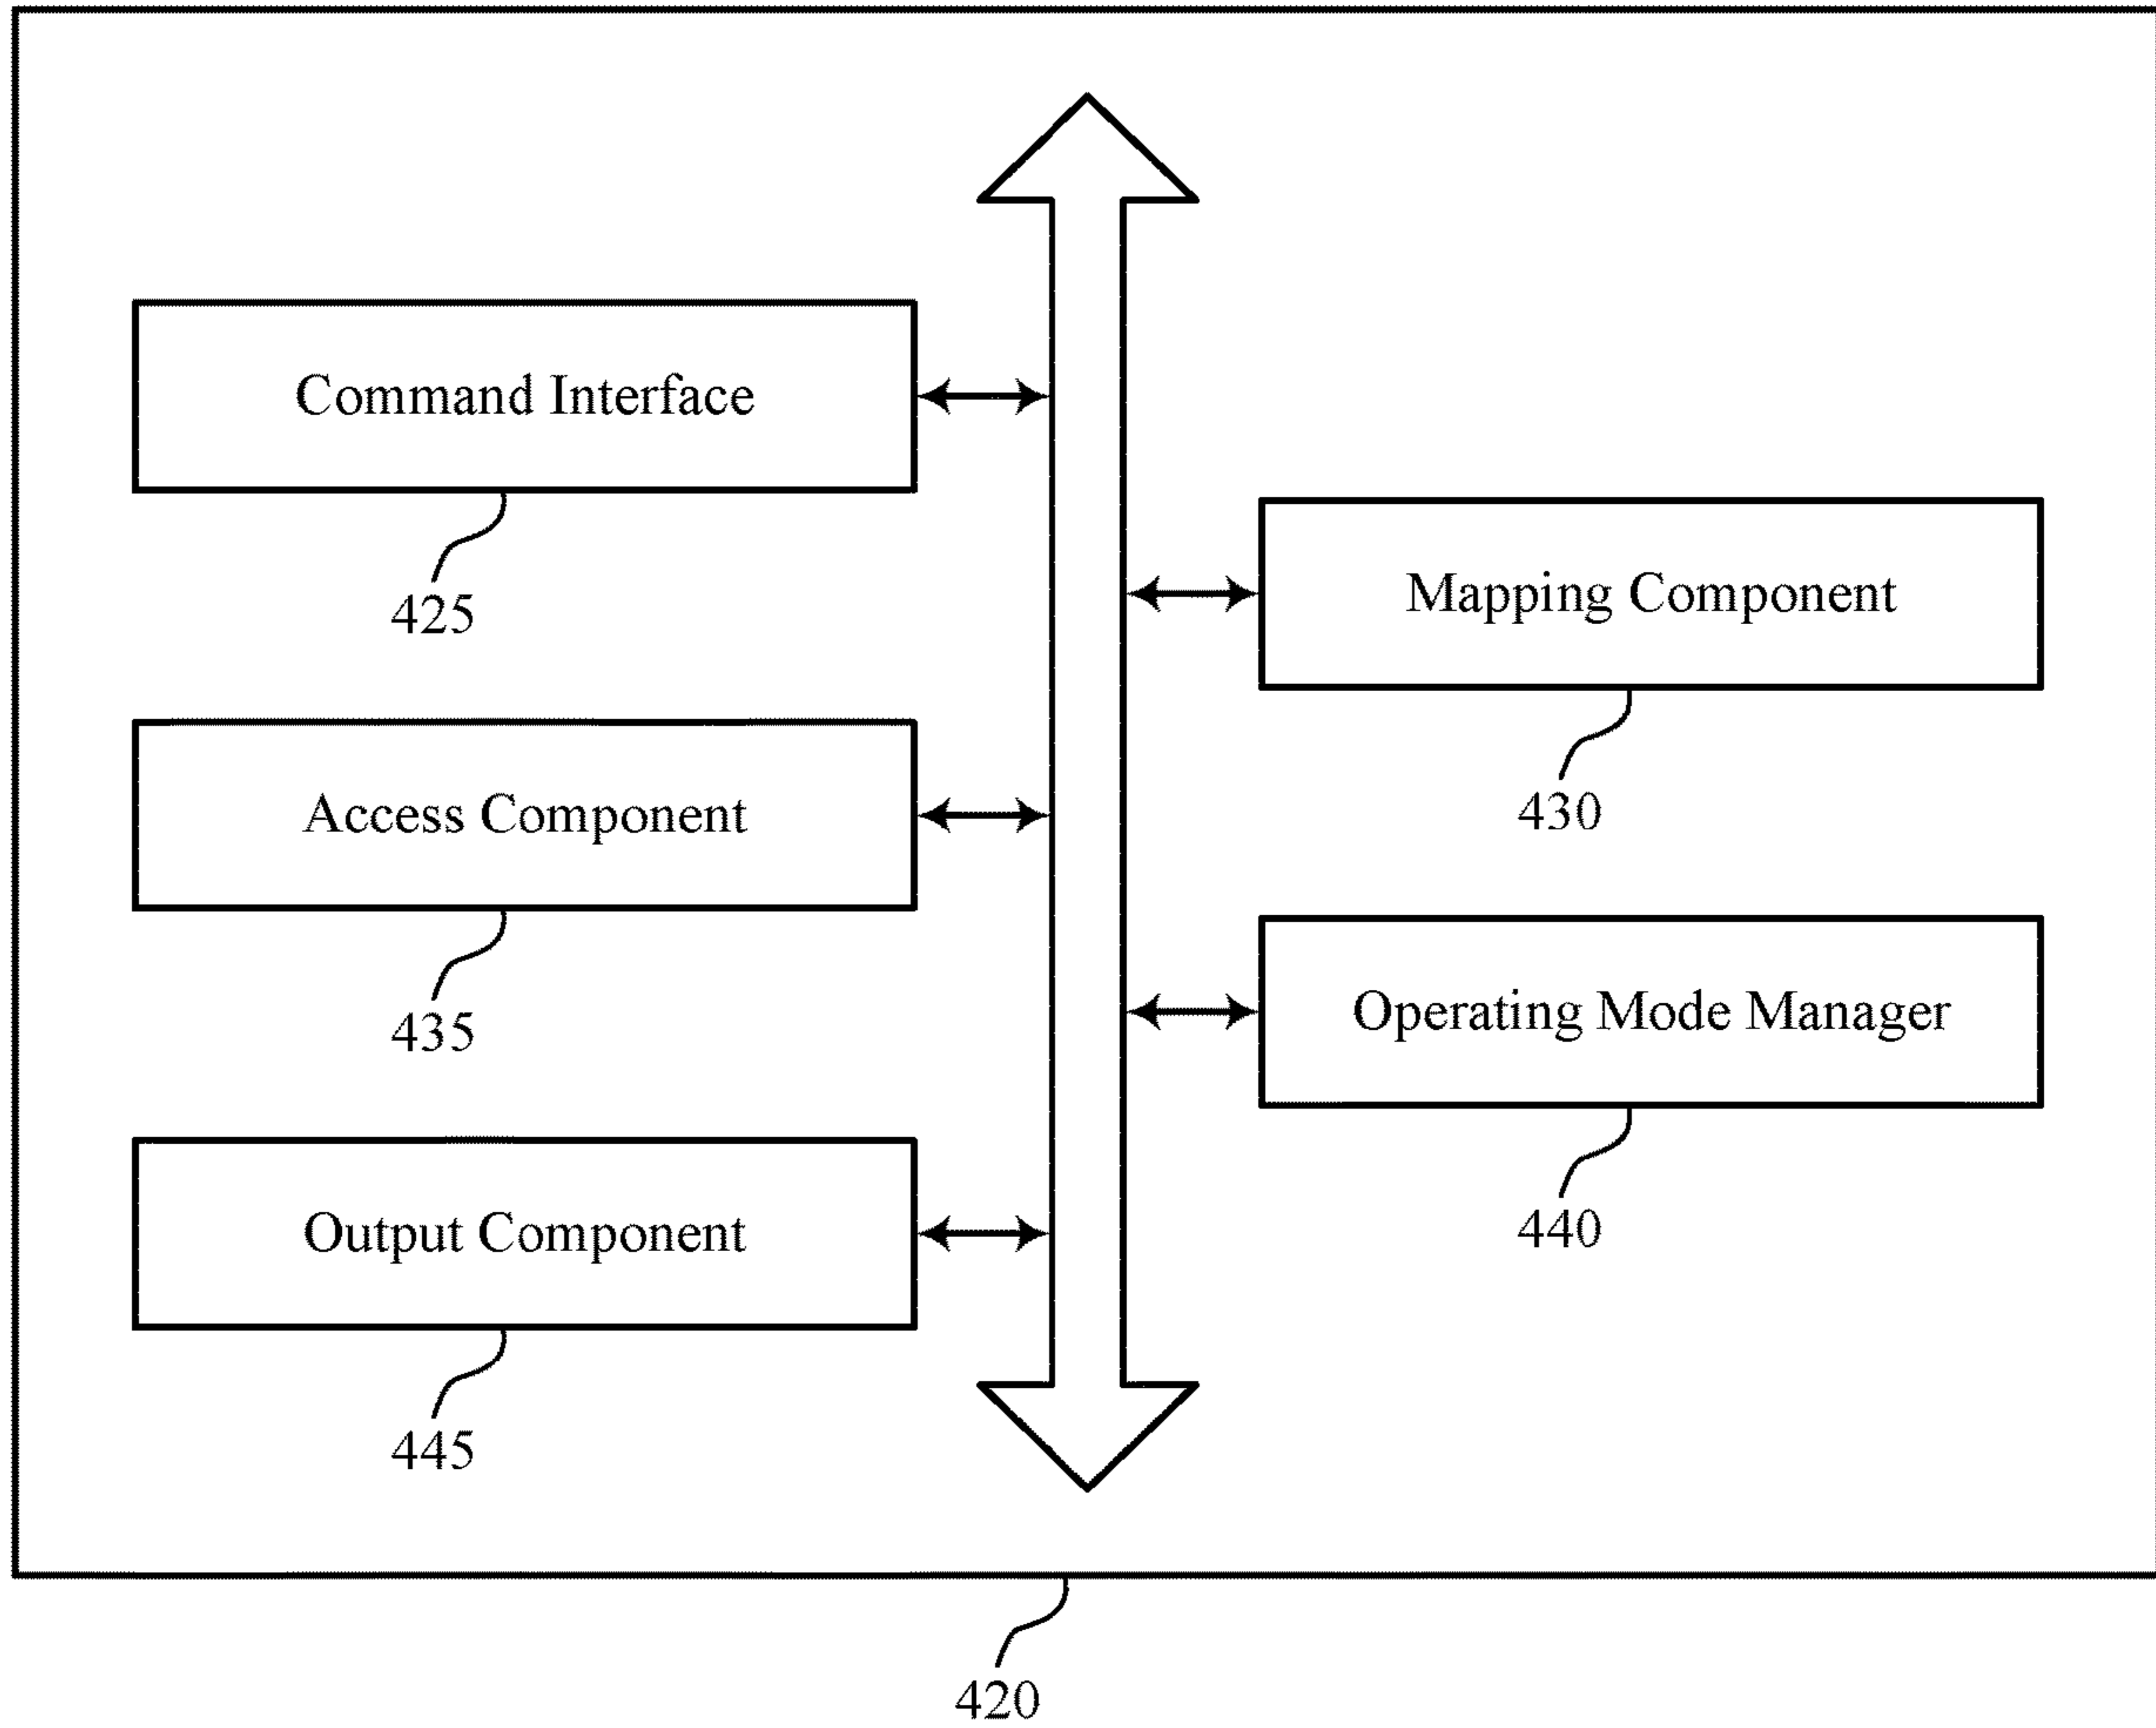 Command Interface
425
Mapping Component
430
Access Component
435
Operating Mode Manager
440
Output Component
445
420